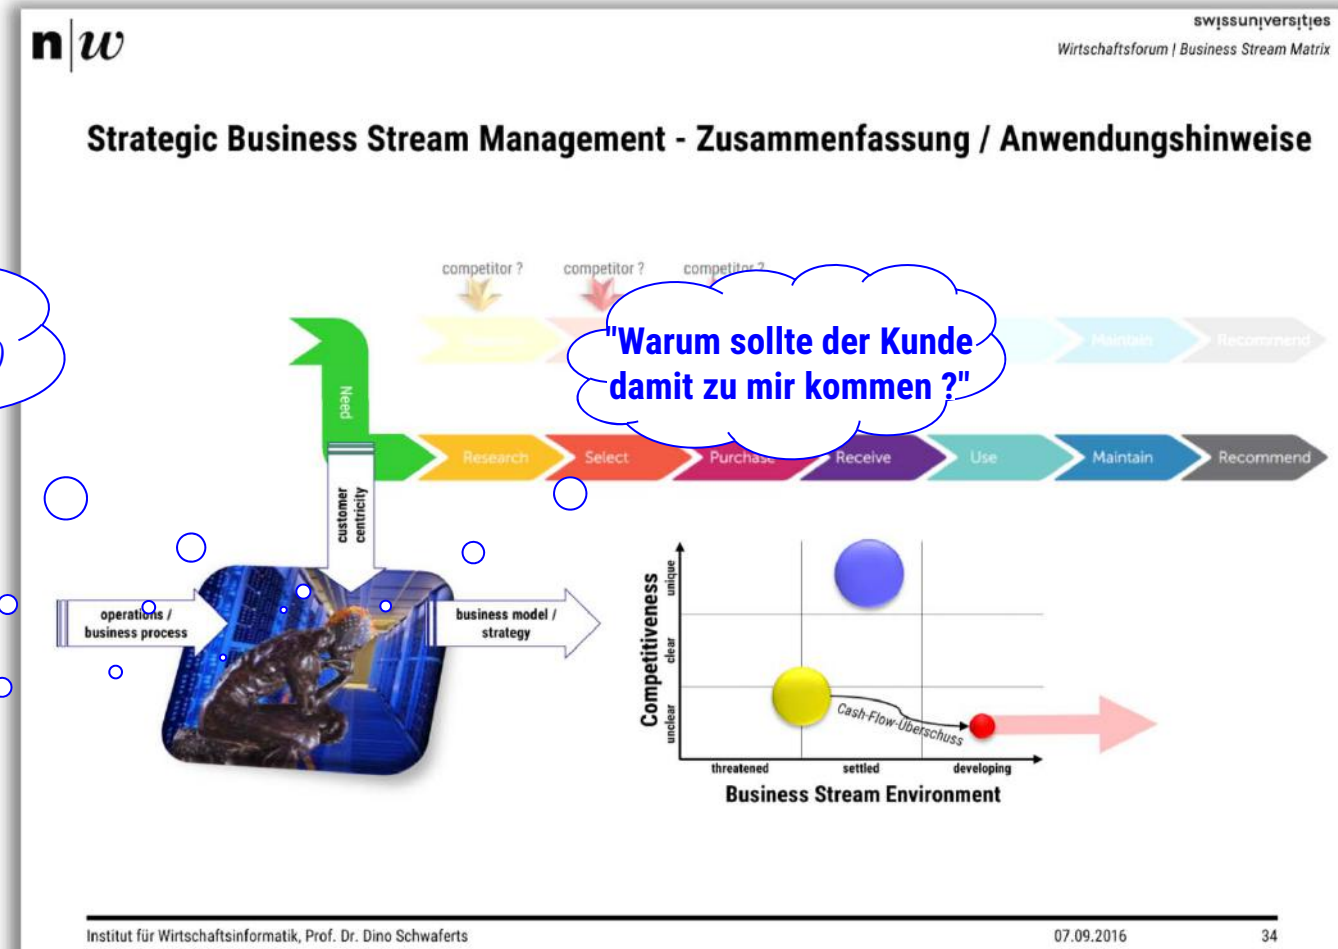 n|w
swissuniversities
Wirtschaftsforum | Business Stream Matrix
Strategic Business Stream Management - Zusammenfassung / Anwendungshinweise
competitor ?
competitor ?
competitor ?
"Warum sollte der Kunde
damit zu mir kommen ?"
Maintain
Recommend
Need
Research
Select
Purchase
Receive
Use
Maintain
Recommend
customer
centricity
operations /
business process
business model /
strategy
Competitiveness
unique
clear
unclear
Cash-Flow-Überschuss
threatened
settled
developing
Business Stream Environment
Institut für Wirtschaftsinformatik, Prof. Dr. Dino Schwaferts
07.09.2016
34